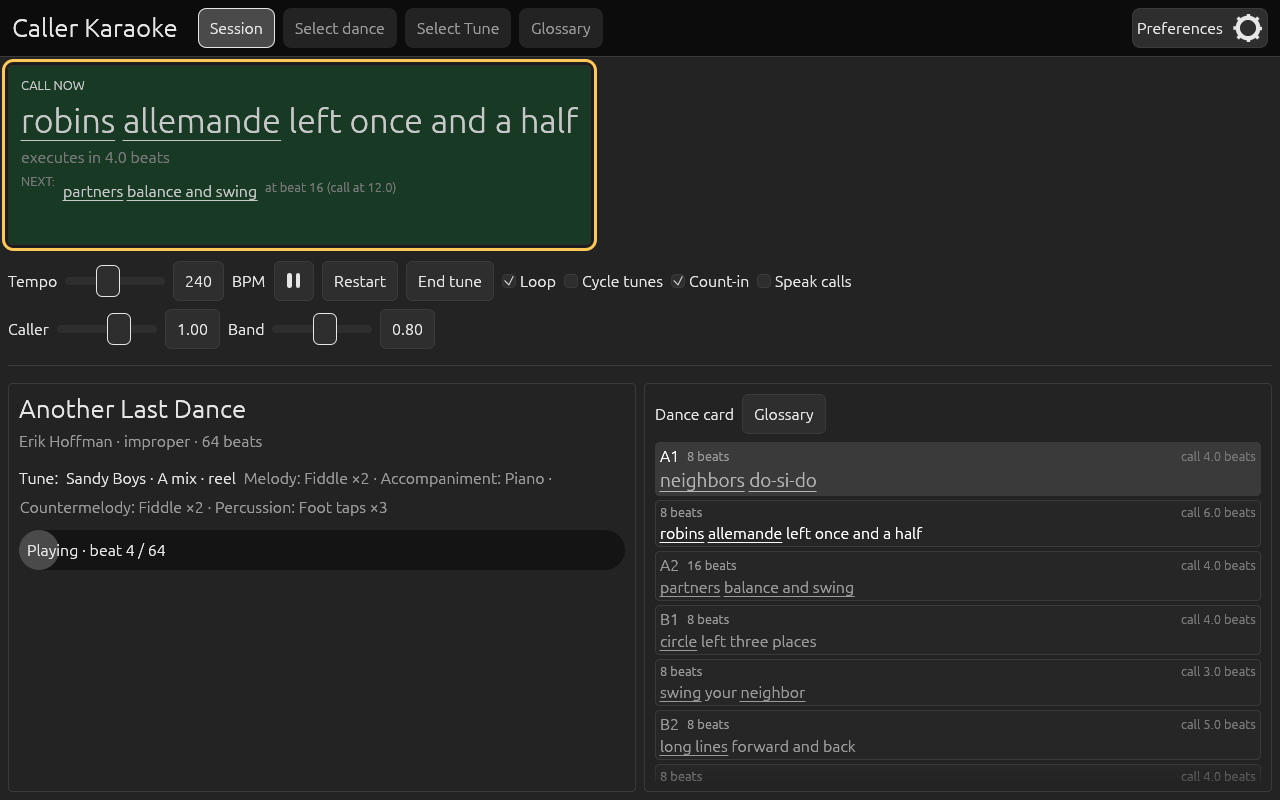 Caller Karaoke Session Select dance Select Tune Glossary Preferences
CALL NOW
robins allemande left once and a half
executes in 4.0 beats
NEXT: partners balance and swing at beat 16 (call at 12.0)
Tempo 240 BPM Restart End tune Loop Cycle tunes Count-in Speak calls
Caller 1.00 Band 0.80
Another Last Dance
Erik Hoffman · improper · 64 beats
Tune: Sandy Boys · A mix · reel Melody: Fiddle ×2 · Accompaniment: Piano ·
Countermelody: Fiddle ×2 · Percussion: Foot taps ×3
Playing · beat 4 / 64
Dance card Glossary
A1 8 beats call 4.0 beats
neighbors do-si-do
8 beats call 6.0 beats
robins allemande left once and a half
A2 16 beats call 4.0 beats
partners balance and swing
B1 8 beats call 4.0 beats
circle left three places
8 beats call 3.0 beats
swing your neighbor
B2 8 beats call 5.0 beats
long lines forward and back
8 beats call 4.0 beats